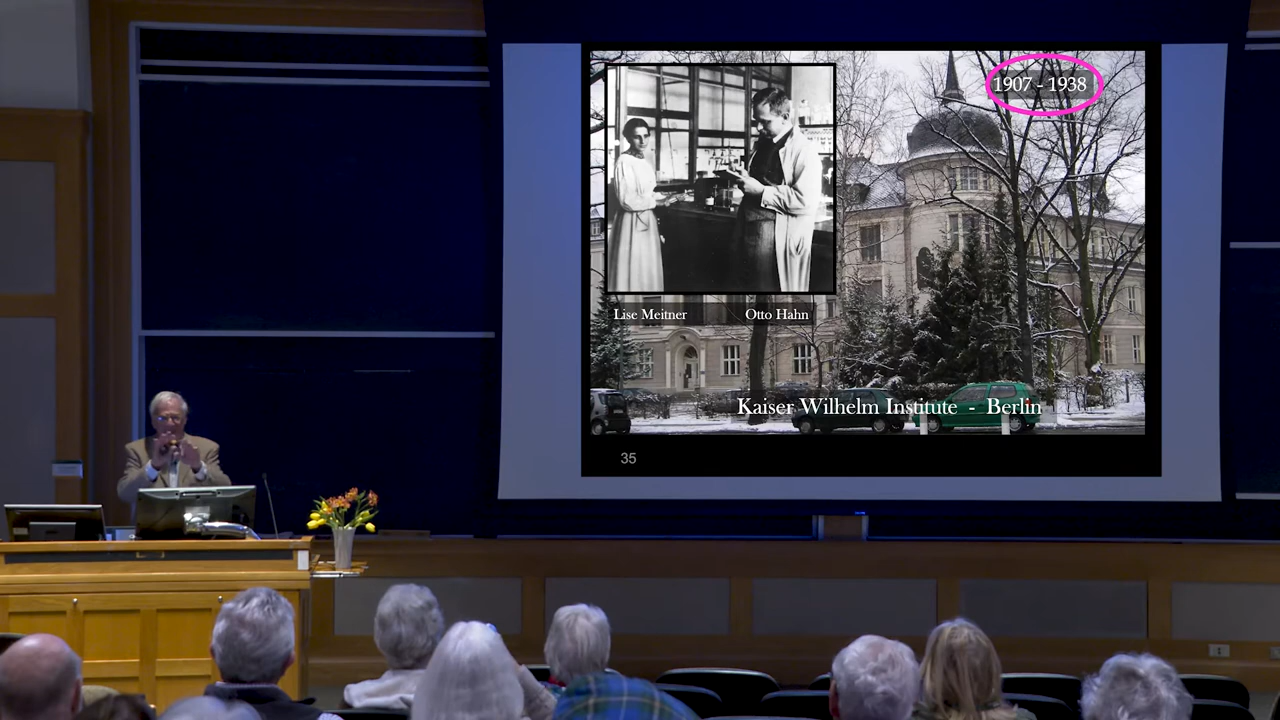 1907 - 1938
Lise Meitner
Otto Hahn
Kaiser Wilhelm Institute - Berlin
35